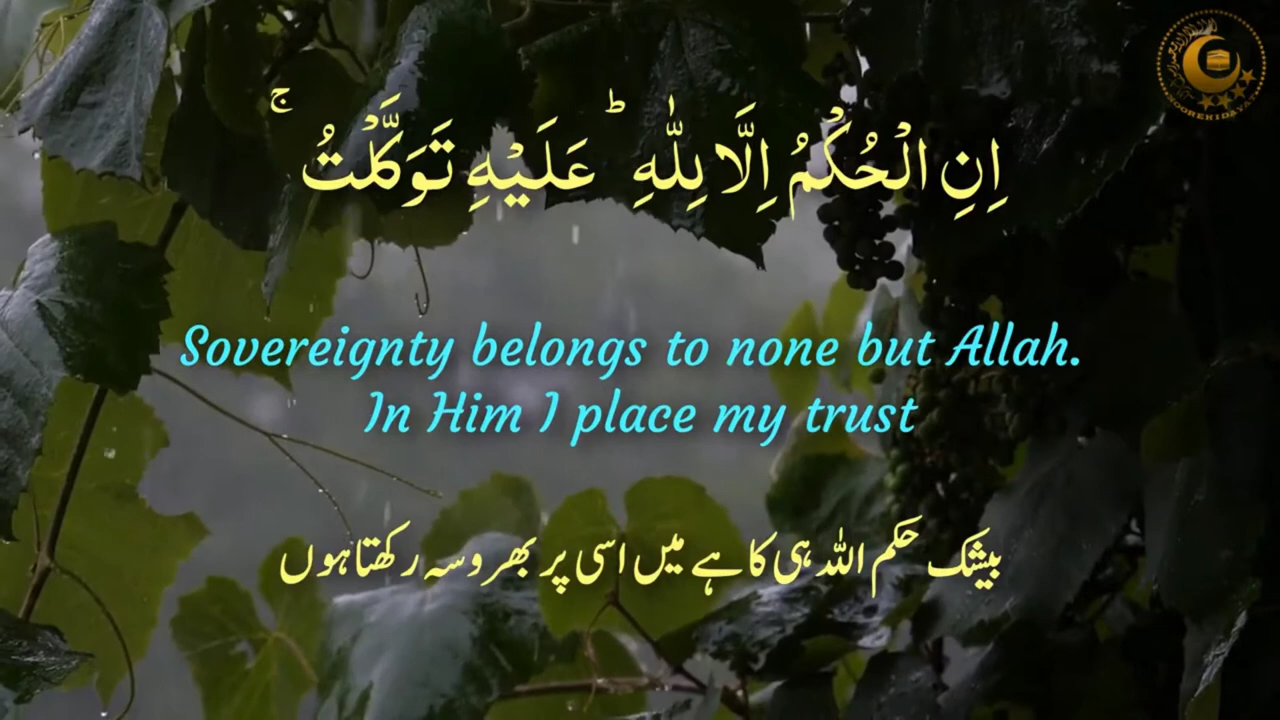 اِنِ الْحُكْمُ اِلَّا لِلّٰهِ ؕ عَلَيْهِ تَوَكَّلْتُ ۚ
Sovereignty belongs to none but Allah.
In Him I place my trust
بیشک حکم اللہ ہی کا ہے میں اسی پر بھروسہ رکھتا ہوں